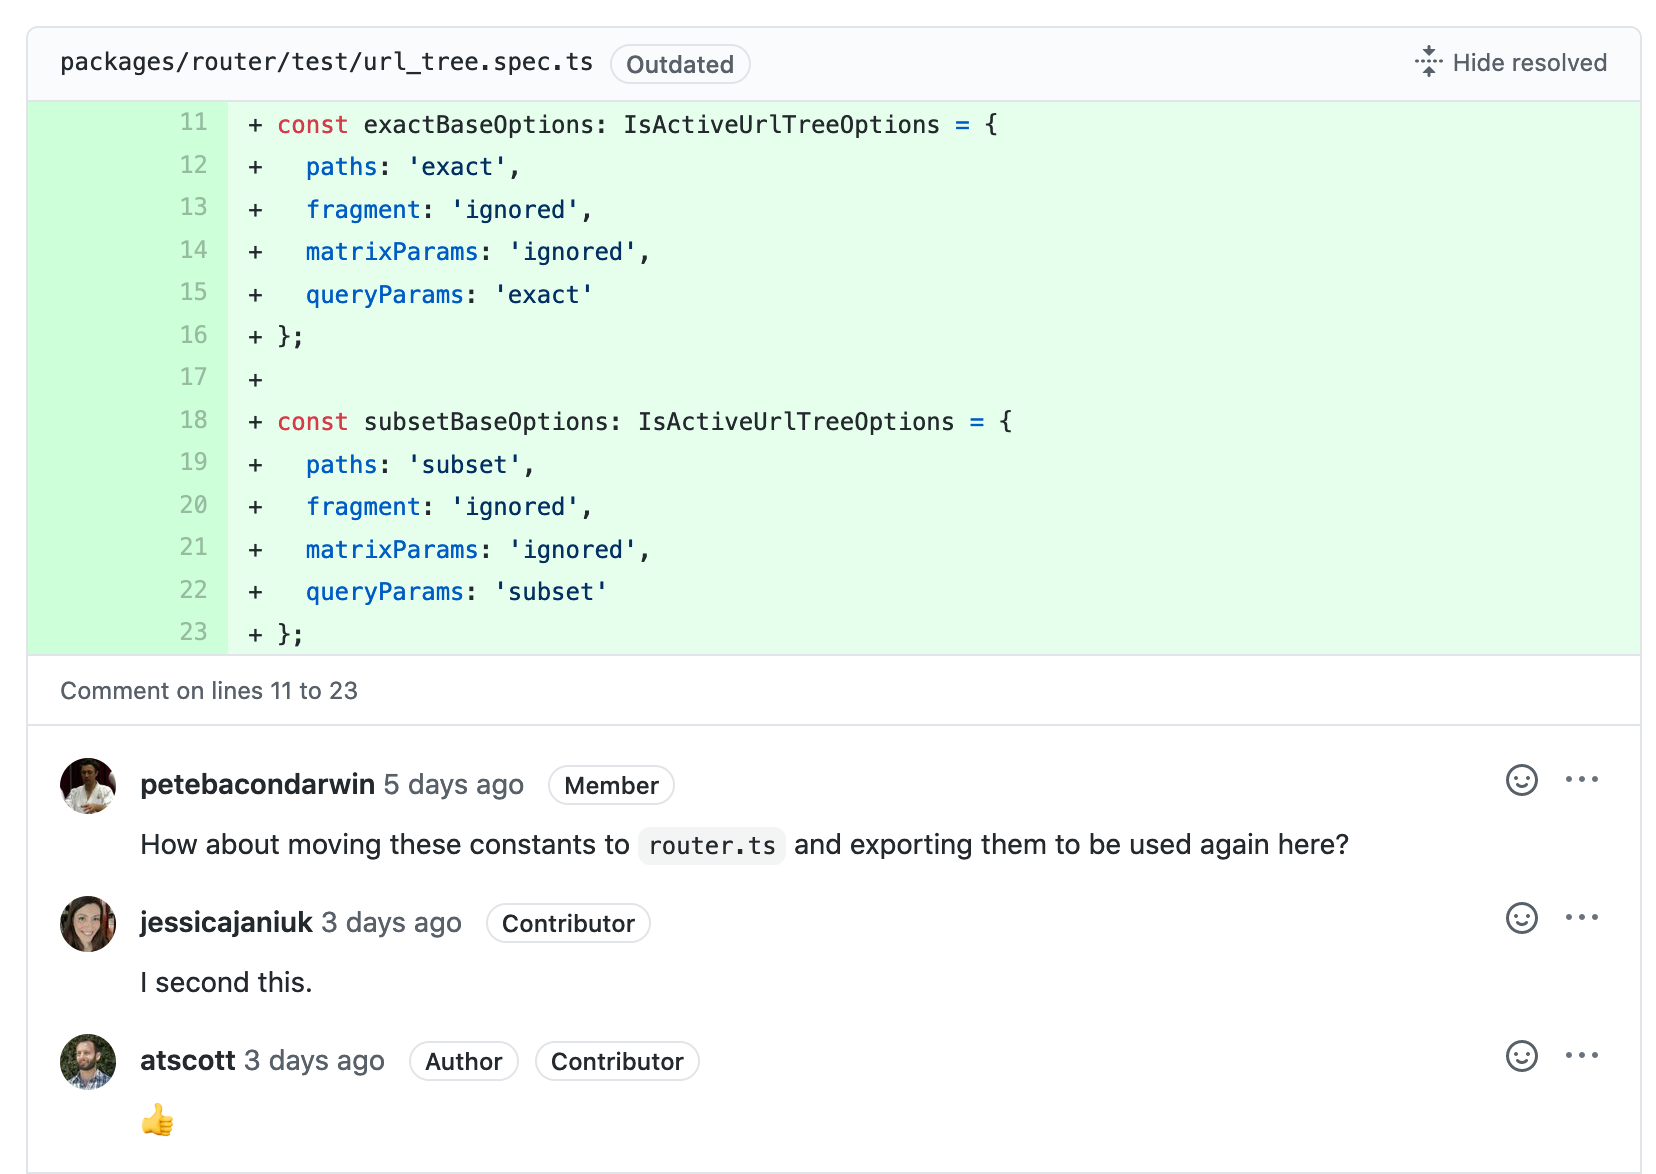 packages/router/test/url_tree.spec.ts Outdated Hide resolved
11 + const exactBaseOptions: IsActiveUrlTreeOptions = {
12 +   paths: 'exact',
13 +   fragment: 'ignored',
14 +   matrixParams: 'ignored',
15 +   queryParams: 'exact'
16 + };
17 +
18 + const subsetBaseOptions: IsActiveUrlTreeOptions = {
19 +   paths: 'subset',
20 +   fragment: 'ignored',
21 +   matrixParams: 'ignored',
22 +   queryParams: 'subset'
23 + };
Comment on lines 11 to 23
petebacondarwin 5 days ago Member
How about moving these constants to router.ts and exporting them to be used again here?
jessicajaniuk 3 days ago Contributor
I second this.
atscott 3 days ago Author Contributor
👍